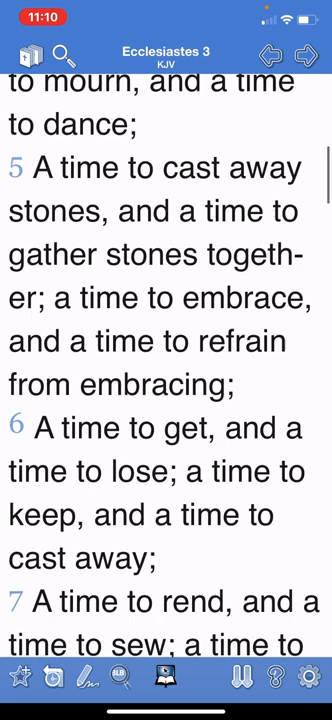 11:10
Ecclesiastes 3
KJV
to mourn, and a time
to dance;
5 A time to cast away
stones, and a time to
gather stones togeth-
er; a time to embrace,
and a time to refrain
from embracing;
6 A time to get, and a
time to lose; a time to
keep, and a time to
cast away;
7 A time to rend, and a
time to sew; a time to
SLB